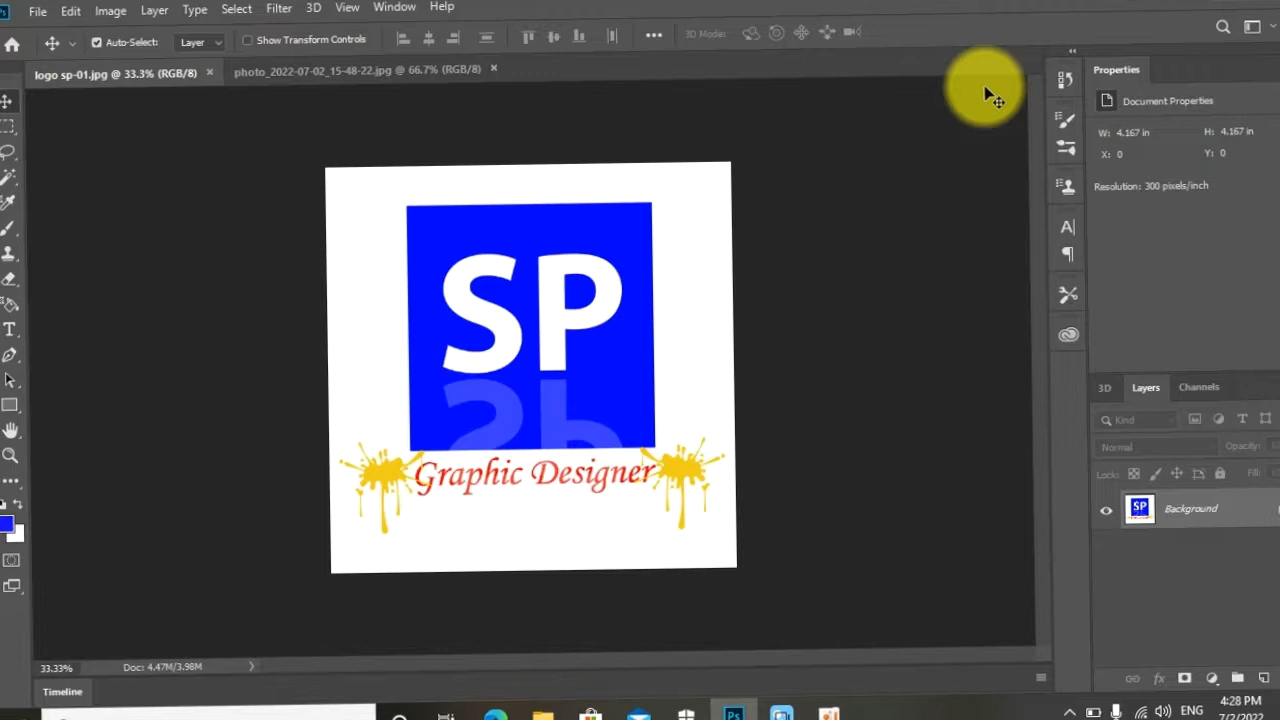 File Edit Image Layer Type Select Filter 3D View Window Help
Auto-Select: Layer Show Transform Controls 3D Mode:
logo sp-01.jpg @ 33.3% (RGB/8) × photo_2022-07-02_15-48-22.jpg @ 66.7% (RGB/8) ×
Properties
Document Properties
W: 4.167 in H: 4.167 in
X: 0 Y: 0
Resolution: 300 pixels/inch
SP
Graphic Designer
3D Layers Channels
Kind
Normal Opacity:
Lock: Fill:
SP
Background
33.33% Doc: 4.47M/3.98M
Timeline
Ps
ENG
4:28 PM
7/2/2022